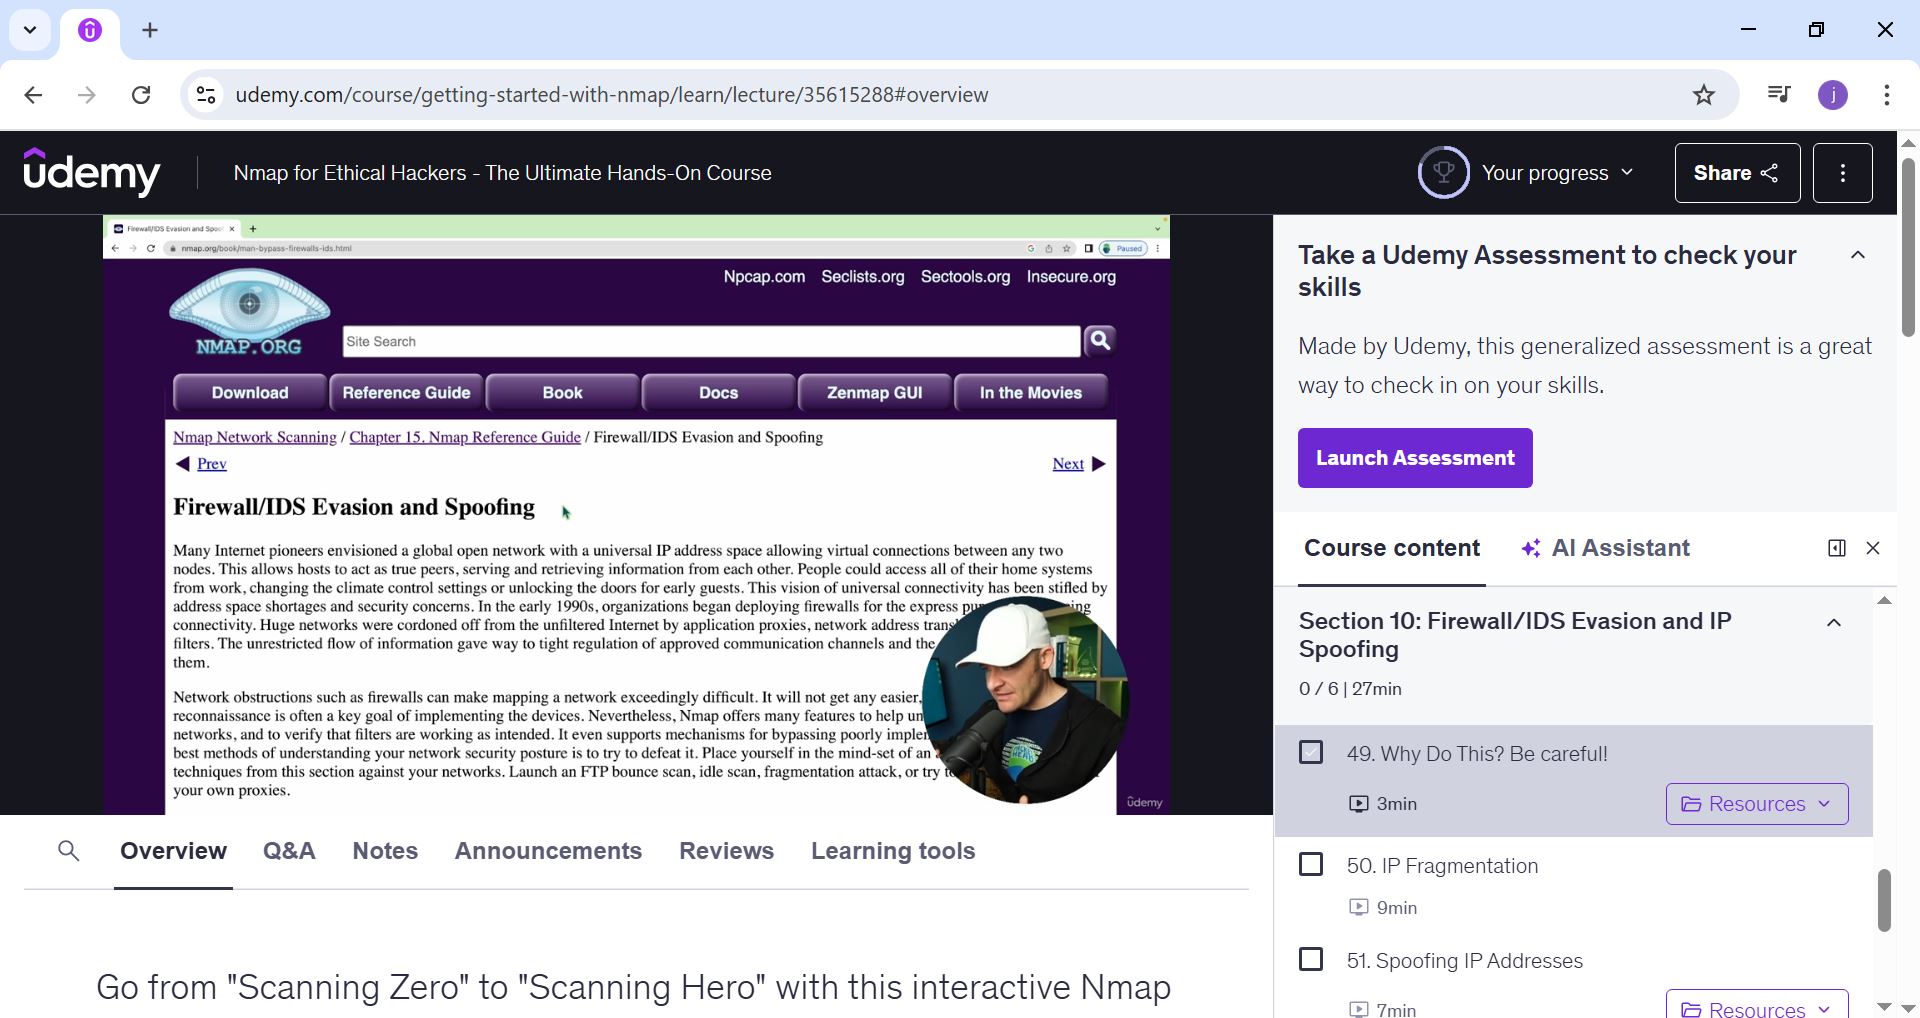 udemy.com/course/getting-started-with-nmap/learn/lecture/35615288#overview
j
udemy
Nmap for Ethical Hackers - The Ultimate Hands-On Course
Your progress
Share
Firewall/IDS Evasion and Spoo
nmap.org/book/man-bypass-firewalls-ids.html
Paused
NMAP.ORG
Npcap.com Seclists.org Sectools.org Insecure.org
Site Search
Download Reference Guide Book Docs Zenmap GUI In the Movies
Nmap Network Scanning / Chapter 15. Nmap Reference Guide / Firewall/IDS Evasion and Spoofing
Prev Next
Firewall/IDS Evasion and Spoofing
Many Internet pioneers envisioned a global open network with a universal IP address space allowing virtual connections between any two
nodes. This allows hosts to act as true peers, serving and retrieving information from each other. People could access all of their home systems
from work, changing the climate control settings or unlocking the doors for early guests. This vision of universal connectivity has been stifled by
address space shortages and security concerns. In the early 1990s, organizations began deploying firewalls for the express
connectivity. Huge networks were cordoned off from the unfiltered Internet by application proxies, network address
filters. The unrestricted flow of information gave way to tight regulation of approved communication channels and the
them.
Network obstructions such as firewalls can make mapping a network exceedingly difficult. It will not get any easier,
reconnaissance is often a key goal of implementing the devices. Nevertheless, Nmap offers many features to help
networks, and to verify that filters are working as intended. It even supports mechanisms for bypassing poorly
best methods of understanding your network security posture is to try to defeat it. Place yourself in the mind-set of an
techniques from this section against your networks. Launch an FTP bounce scan, idle scan, fragmentation attack, or try
your own proxies.
udemy
Overview Q&A Notes Announcements Reviews Learning tools
Go from "Scanning Zero" to "Scanning Hero" with this interactive Nmap
Take a Udemy Assessment to check your
skills
Made by Udemy, this generalized assessment is a great
way to check in on your skills.
Launch Assessment
Course content AI Assistant
Section 10: Firewall/IDS Evasion and IP
Spoofing
0 / 6 | 27min
49. Why Do This? Be careful!
3min
Resources
50. IP Fragmentation
9min
51. Spoofing IP Addresses
7min
Resources